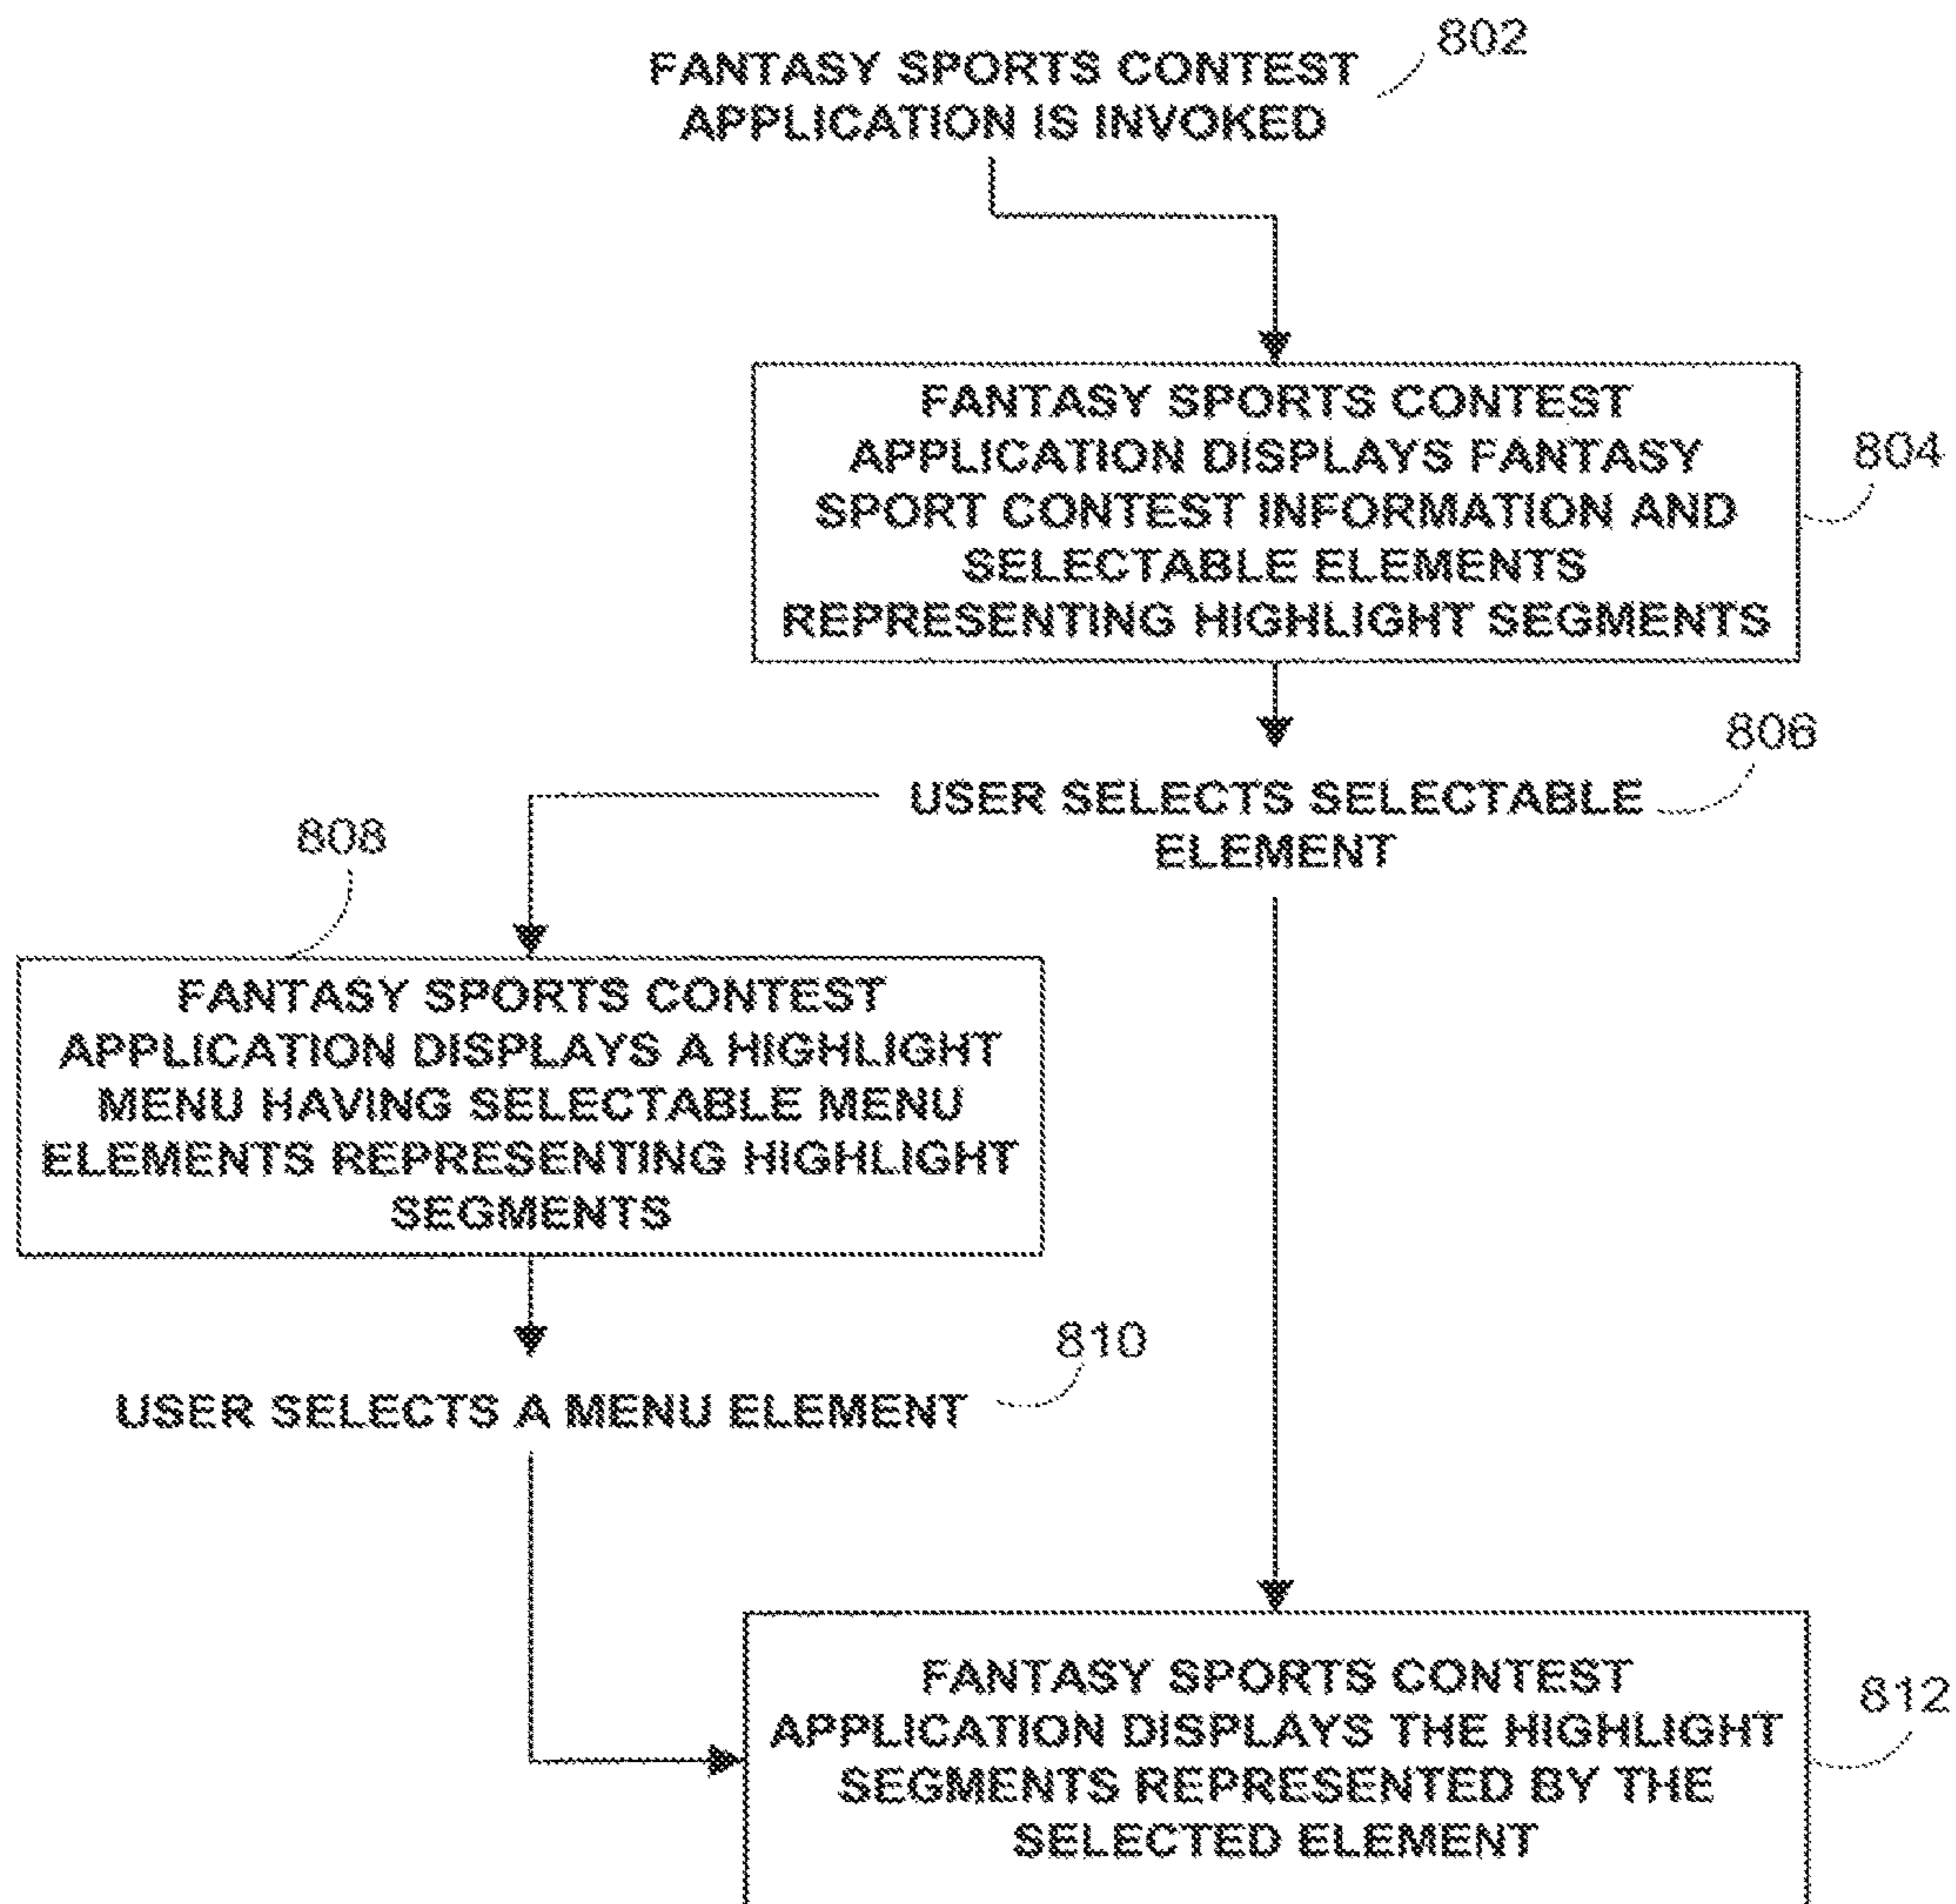 802
FANTASY SPORTS CONTEST
APPLICATION IS INVOKED
FANTASY SPORTS CONTEST
APPLICATION DISPLAYS FANTASY
SPORT CONTEST INFORMATION AND
SELECTABLE ELEMENTS
REPRESENTING HIGHLIGHT SEGMENTS
804
806
USER SELECTS SELECTABLE
ELEMENT
808
FANTASY SPORTS CONTEST
APPLICATION DISPLAYS A HIGHLIGHT
MENU HAVING SELECTABLE MENU
ELEMENTS REPRESENTING HIGHLIGHT
SEGMENTS
810
USER SELECTS A MENU ELEMENT
FANTASY SPORTS CONTEST
APPLICATION DISPLAYS THE HIGHLIGHT
SEGMENTS REPRESENTED BY THE
SELECTED ELEMENT
812